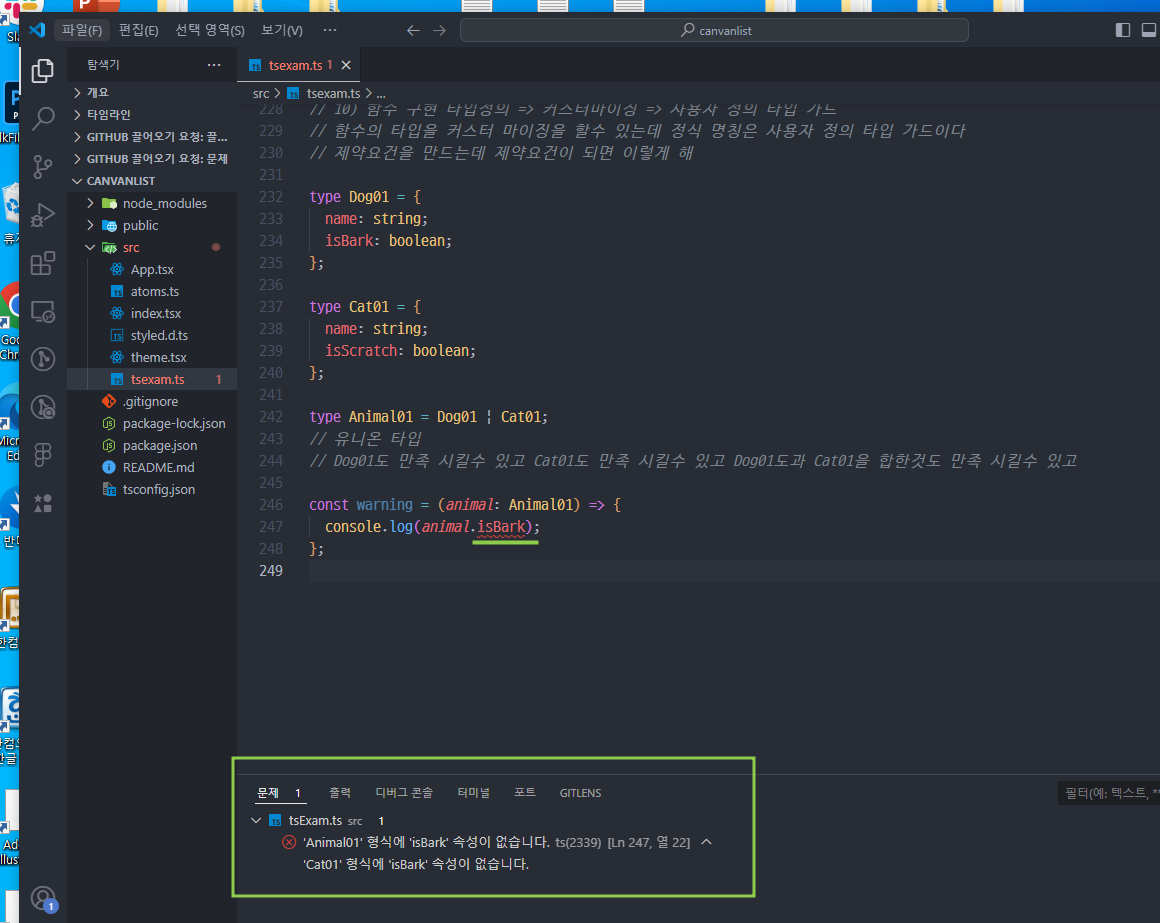 파일(F) 편집(E) 선택 영역(S) 보기(V) ··· canvanlist
탐색기 ···
tsexam.ts 1
개요
타임라인
GITHUB 끌어오기 요청: 끌...
GITHUB 끌어오기 요청: 문제
CANVANLIST
node_modules
public
src
App.tsx
atoms.ts
index.tsx
styled.d.ts
theme.tsx
tsexam.ts 1
.gitignore
package-lock.json
package.json
README.md
tsconfig.json
src > tsexam.ts > ...
228 // 10) 함수 구현 타입정의 => 커스터마이징 => 사용자 정의 타입 가드
229 // 함수의 타입을 커스터 마이징을 할수 있는데 정식 명칭은 사용자 정의 타입 가드이다
230 // 제약요건을 만드는데 제약요건이 되면 이렇게 해
231
232 type Dog01 = {
233 name: string;
234 isBark: boolean;
235 };
236
237 type Cat01 = {
238 name: string;
239 isScratch: boolean;
240 };
241
242 type Animal01 = Dog01 | Cat01;
243 // 유니온 타입
244 // Dog01도 만족 시킬수 있고 Cat01도 만족 시킬수 있고 Dog01도과 Cat01을 합한것도 만족 시킬수 있고
245
246 const warning = (animal: Animal01) => {
247 console.log(animal.isBark);
248 };
249
문제 1 출력 디버그 콘솔 터미널 포트 GITLENS
필터(예: 텍스트, **
tsExam.ts src 1
'Animal01' 형식에 'isBark' 속성이 없습니다. ts(2339) [Ln 247, 열 22]
'Cat01' 형식에 'isBark' 속성이 없습니다.
1